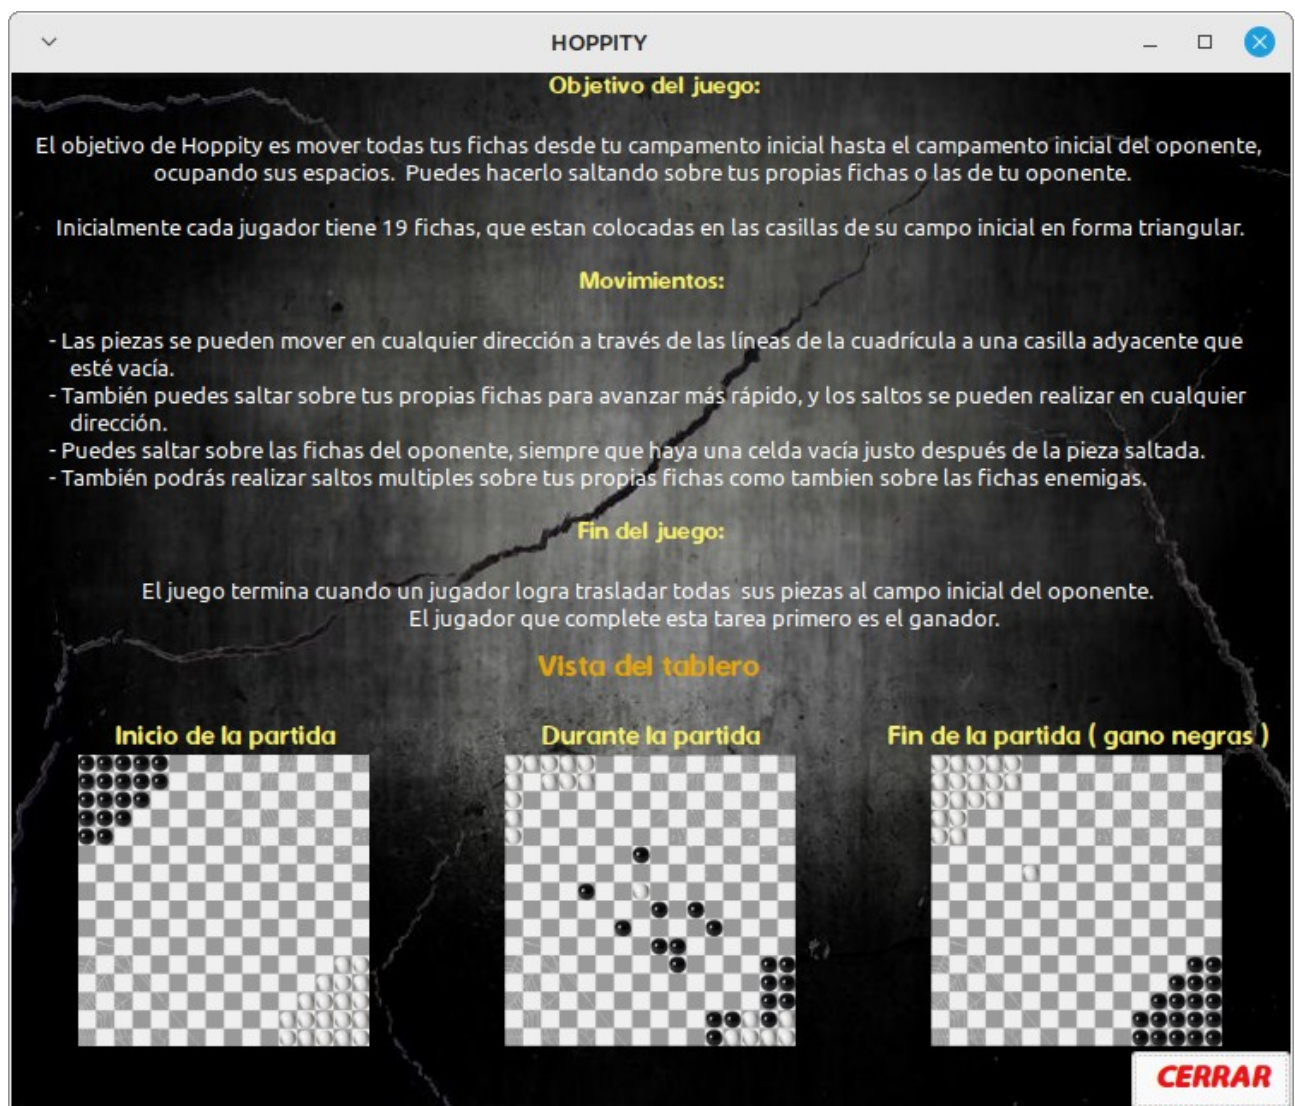 HOPPITY
Objetivo del juego:
El objetivo de Hoppity es mover todas tus fichas desde tu campamento inicial hasta el campamento inicial del oponente,
ocupando sus espacios. Puedes hacerlo saltando sobre tus propias fichas o las de tu oponente.
Inicialmente cada jugador tiene 19 fichas, que estan colocadas en las casillas de su campo inicial en forma triangular.
Movimientos:
- Las piezas se pueden mover en cualquier dirección a través de las líneas de la cuadrícula a una casilla adyacente que
esté vacía.
- También puedes saltar sobre tus propias fichas para avanzar más rápido, y los saltos se pueden realizar en cualquier
dirección.
- Puedes saltar sobre las fichas del oponente, siempre que haya una celda vacía justo después de la pieza saltada.
- También podrás realizar saltos multiples sobre tus propias fichas como tambien sobre las fichas enemigas.
Fin del juego:
El juego termina cuando un jugador logra trasladar todas sus piezas al campo inicial del oponente.
El jugador que complete esta tarea primero es el ganador.
Vista del tablero
Inicio de la partida
Durante la partida
Fin de la partida ( gano negras )
CERRAR